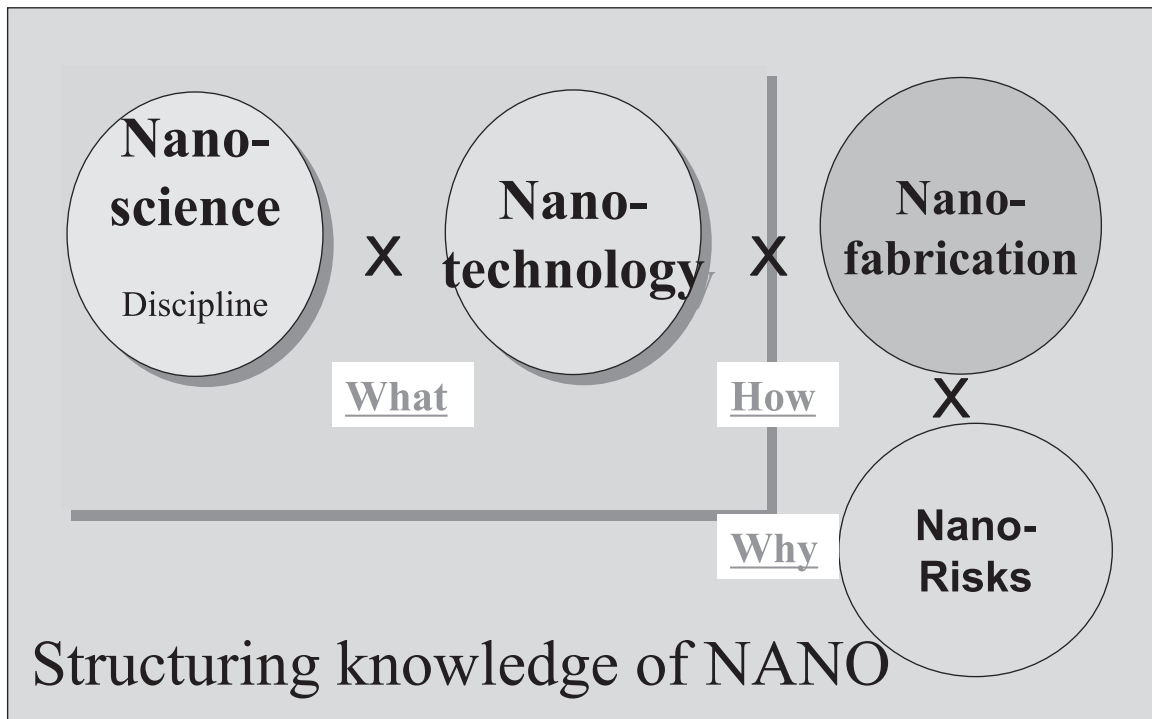 Nano-
science
Discipline
X
Nano-
technology
X
Nano-
fabrication
What
How
X
Why
Nano-
Risks
Structuring knowledge of NANO